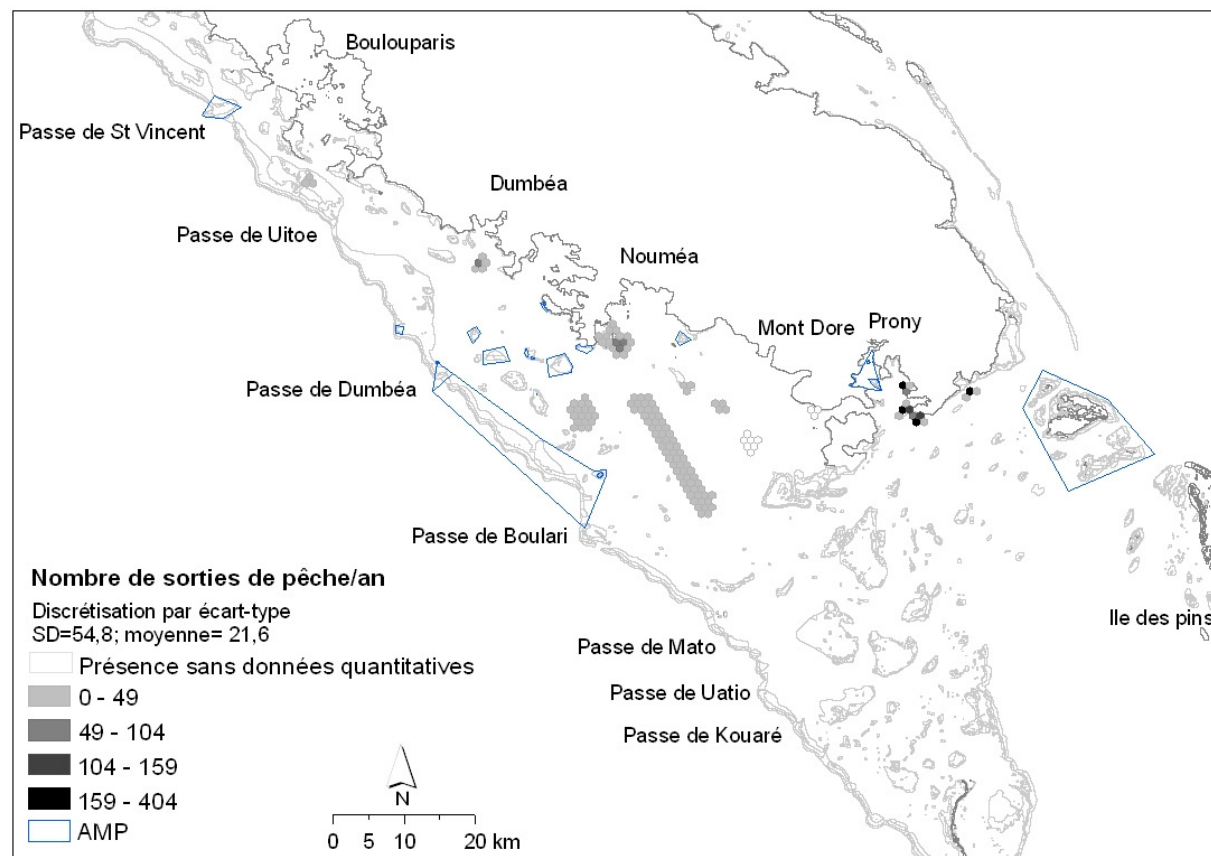 Boulouparis
Passe de St Vincent
Dumbéa
Passe de Uitoe
Nouméa
Mont Dore
Prony
Passe de Dumbéa
Passe de Boulari
Ile des pins
Passe de Mato
Passe de Uatio
Passe de Kouaré
Nombre de sorties de pêche/an
Discrétisation par écart-type
SD=54,8; moyenne= 21,6
Présence sans données quantitatives
0 - 49
49 - 104
104 - 159
159 - 404
AMP
N
0 5 10 20 km